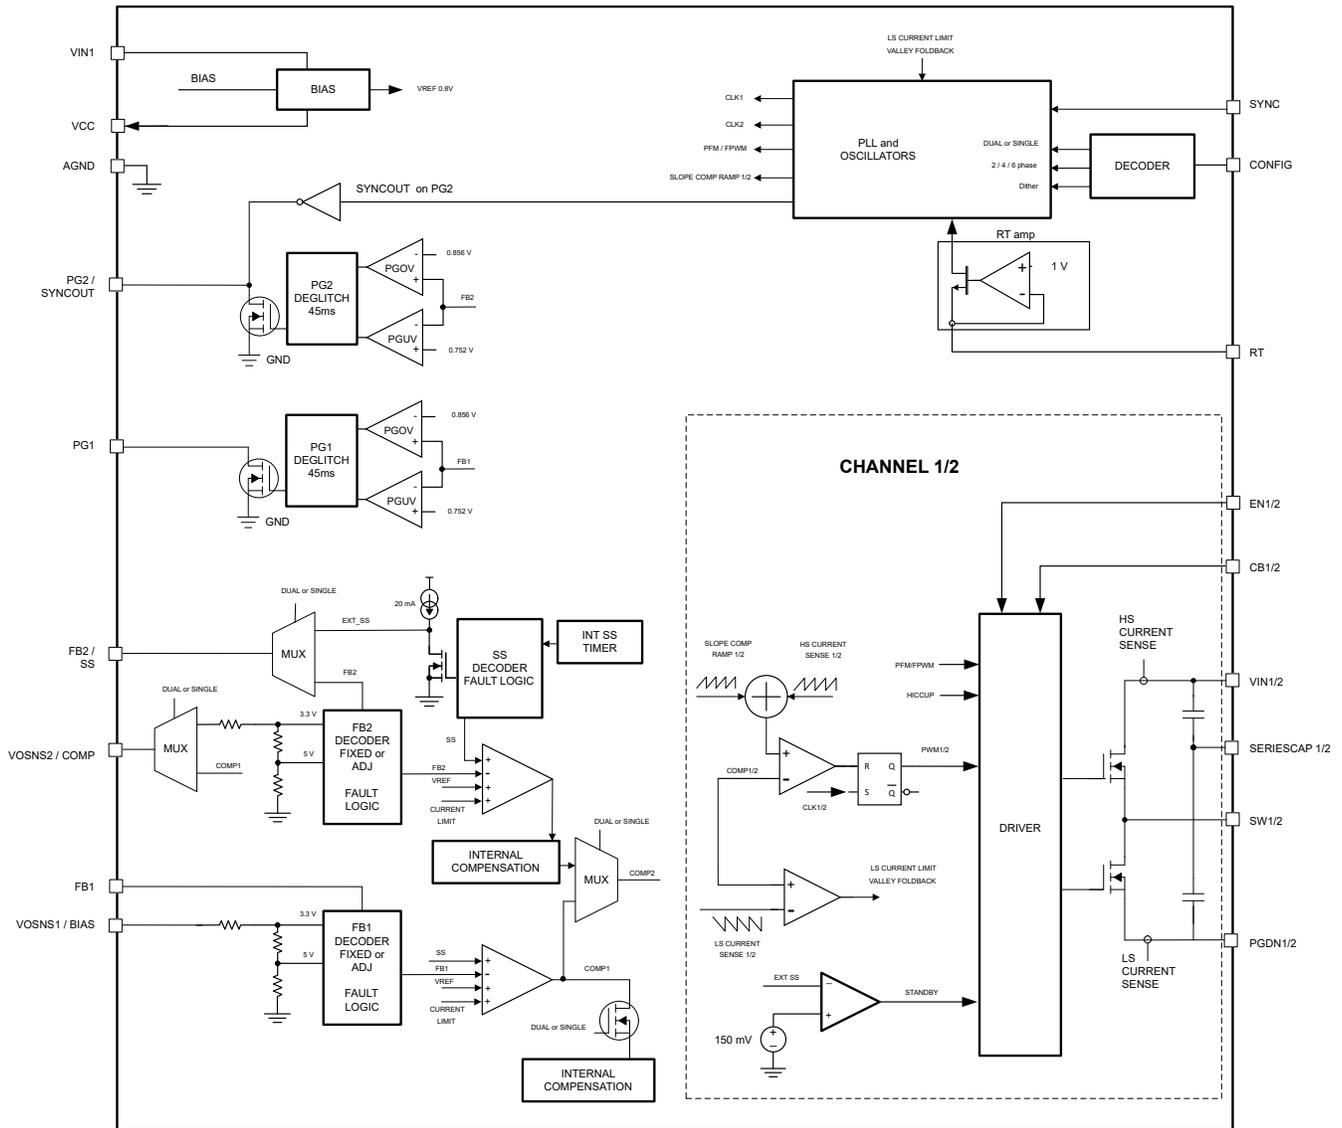 VIN1
BIAS
BIAS
VREF 0.8V
VCC
AGND
SYNCOUT on PG2
LS CURRENT LIMIT
VALLEY FOLDBACK
CLK1
CLK2
PFM / FPWM
SLOPE COMP RAMP 1/2
PLL and
OSCILLATORS
DUAL or SINGLE
2 / 4 / 6 phase
Dither
DECODER
SYNC
CONFIG
RT amp
+
-
1 V
RT
PG2 /
SYNCOUT
PG2
DEGLITCH
45ms
PGOV
-
+
0.856 V
FB2
PGUV
-
+
0.752 V
GND
PG1
PG1
DEGLITCH
45ms
PGOV
-
+
0.856 V
FB1
PGUV
-
+
0.752 V
GND
DUAL or SINGLE
MUX
EXT_SS
FB2
FB2 /
SS
20 mA
SS
DECODER
FAULT LOGIC
INT SS
TIMER
DUAL or SINGLE
MUX
COMP1
VOSNS2 / COMP
3.3 V
5 V
FB2
DECODER
FIXED or
ADJ
FAULT
LOGIC
SS
FB2
VREF
CURRENT
LIMIT
+
-
+
+
INTERNAL
COMPENSATION
DUAL or SINGLE
MUX
COMP2
FB1
VOSNS1 / BIAS
3.3 V
5 V
FB1
DECODER
FIXED or
ADJ
FAULT
LOGIC
SS
FB1
VREF
CURRENT
LIMIT
+
-
+
+
COMP1
DUAL or SINGLE
INTERNAL
COMPENSATION
CHANNEL 1/2
EN1/2
CB1/2
SLOPE COMP
RAMP 1/2
HS CURRENT
SENSE 1/2
+
-
COMP1/2
R
Q
S
Q
CLK1/2
PWM1/2
PFM/FPWM
HICCUP
+
-
LS CURRENT
SENSE 1/2
LS CURRENT LIMIT
VALLEY FOLDBACK
EXT SS
-
+
STANDBY
150 mV
+
-
DRIVER
HS
CURRENT
SENSE
VIN1/2
SERIESCAP 1/2
SW1/2
PGDN1/2
LS
CURRENT
SENSE